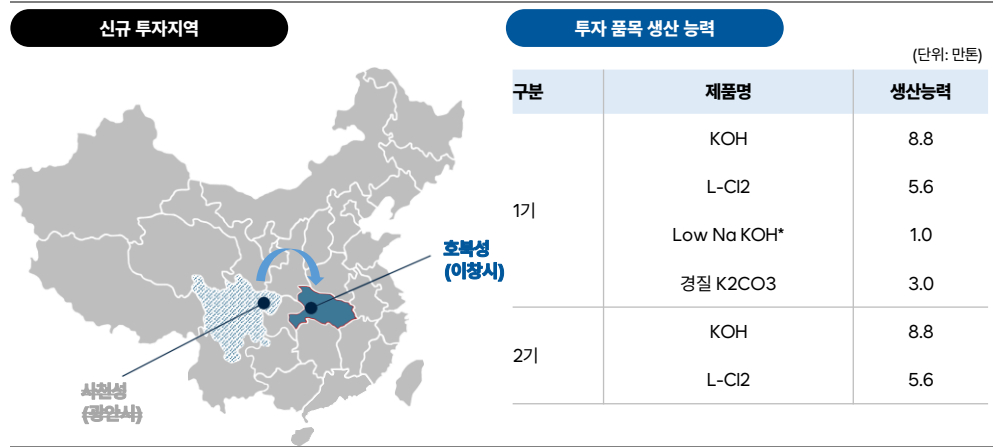 신규 투자지역
호북성
(이창시)
사천성
(광안시)
투자 품목 생산 능력
(단위: 만톤)
구분 제품명 생산능력
1기
KOH 8.8
L-Cl2 5.6
Low Na KOH* 1.0
경질 K2CO3 3.0
2기
KOH 8.8
L-Cl2 5.6